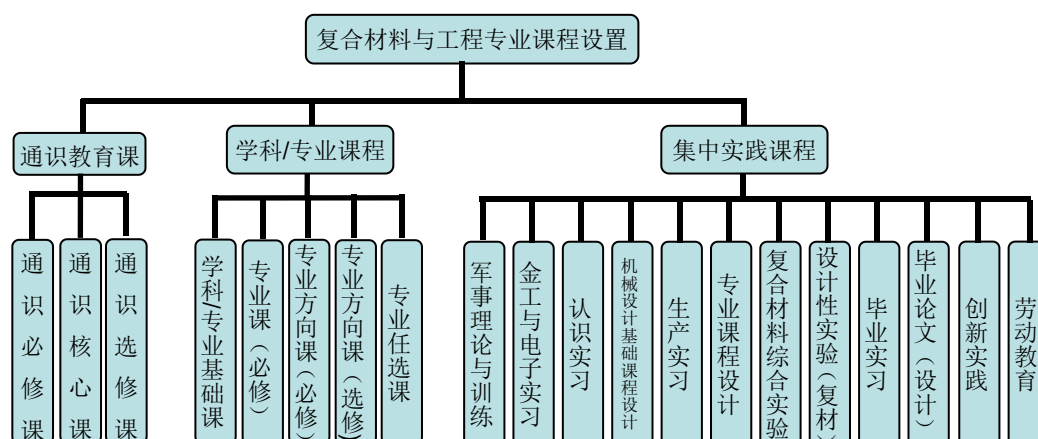 复合材料与工程专业课程设置
通识教育课
学科/专业课程
集中实践课程
通识必修课
通识核心课
通识选修课
学科/专业基础课
专业课（必修）
专业方向课（必修）
专业方向课（选修）
专业任选课
军事理论与训练
金工与电子实习
认识实习
机械设计基础课程设计
生产实习
专业课程设计
复合材料综合实验
设计性实验（复材）
毕业实习
毕业论文（设计）
创新实践
劳动教育